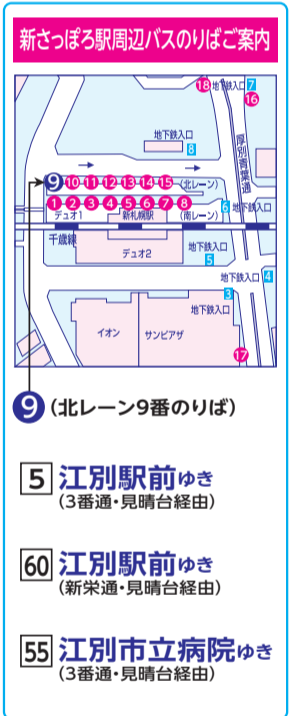 新さっぽろ駅周辺バスのりばご案内
18 地下鉄入口 7
16
地下鉄入口
8
厚別青葉通
9 10 11 12 13 14 15 (北レーン)
1 2 3 4 5 6 7 8 6 地下鉄入口
デュオ1 新札幌駅 (南レーン)
千歳線
デュオ2
地下鉄入口
5
地下鉄入口 4
3
地下鉄入口
イオン サンピアザ
17
9 (北レーン9番のりば)
5 江別駅前ゆき
(3番通・見晴台経由)
60 江別駅前ゆき
(新栄通・見晴台経由)
55 江別市立病院ゆき
(3番通・見晴台経由)